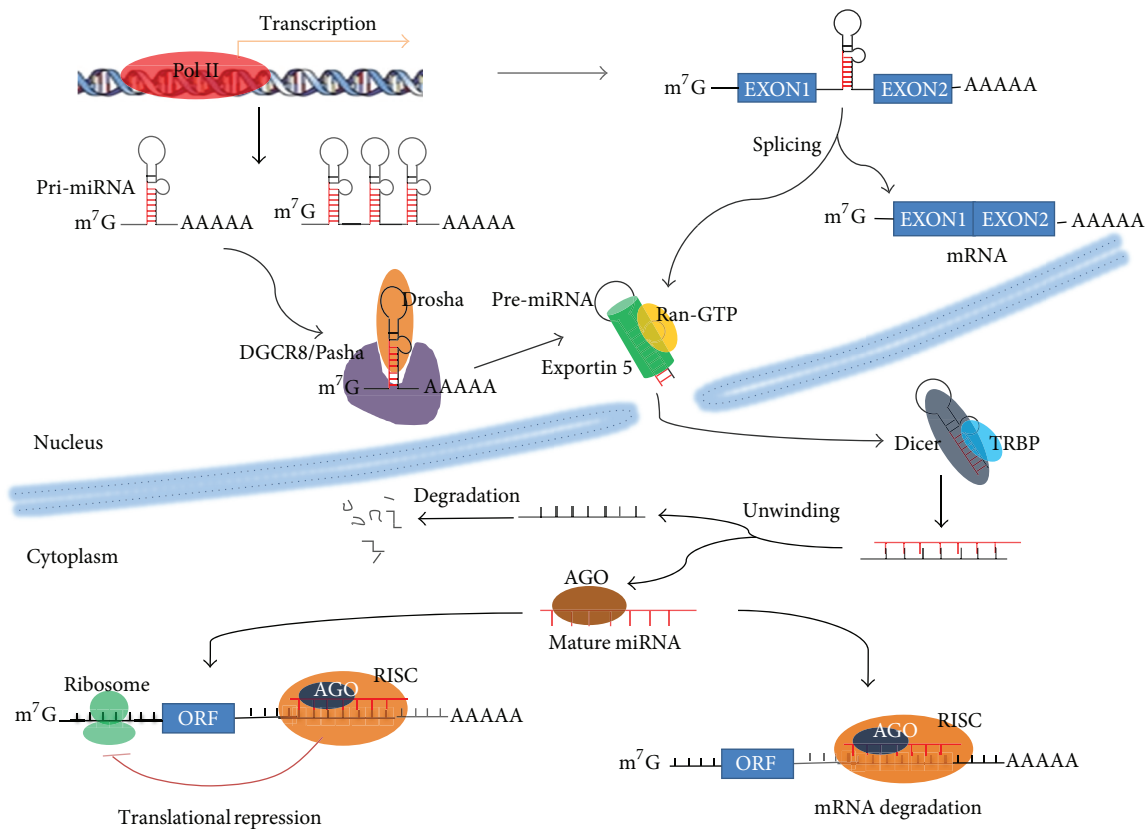 Transcription
Pol II
m⁷G EXON1 EXON2 AAAAA
Splicing
Pri-miRNA
m⁷G AAAAA
m⁷G AAAAA
m⁷G EXON1 EXON2 AAAAA
mRNA
Drosha
DGCR8/Pasha
m⁷G AAAAA
Pre-miRNA
Ran-GTP
Exportin 5
Nucleus
Dicer TRBP
Degradation
Unwinding
Cytoplasm
AGO
Mature miRNA
Ribosome
AGO
RISC
m⁷G ORF AAAAA
Translational repression
AGO
RISC
m⁷G ORF AAAAA
mRNA degradation